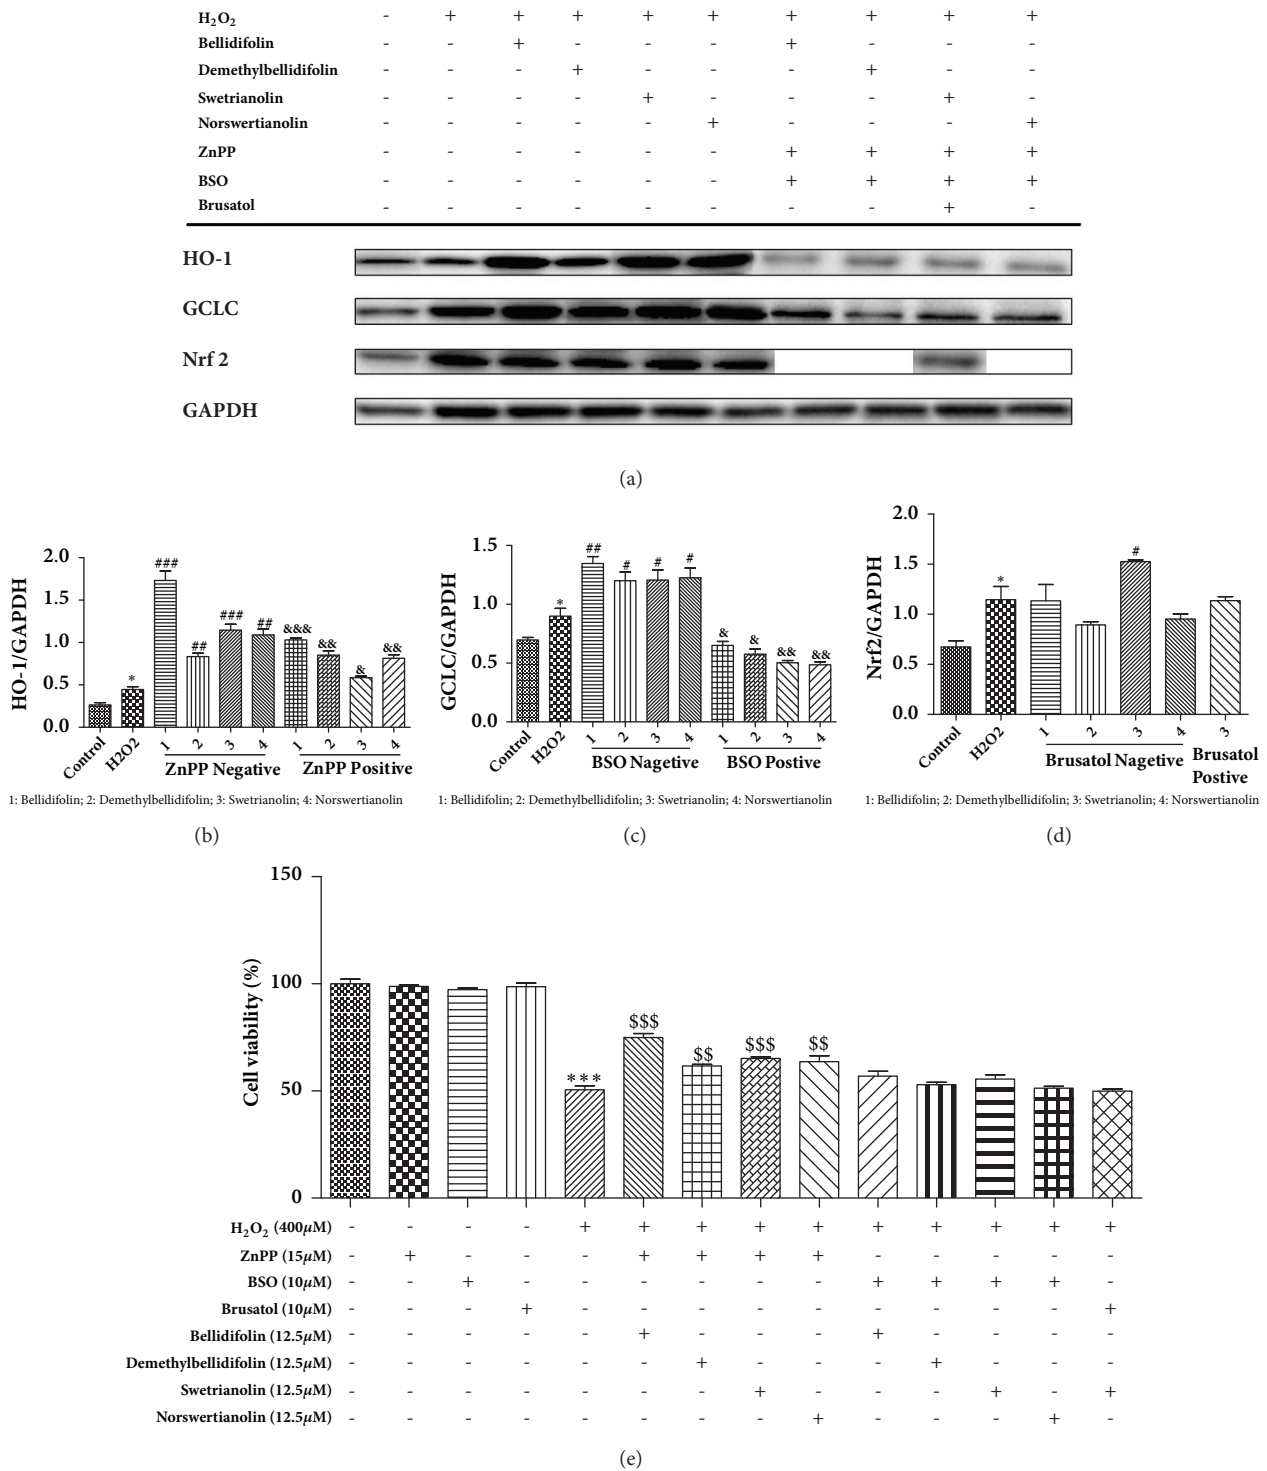 H₂O₂ - + + + + + + + + +
Bellidifolin - - + - - - + - - -
Demethylbellidifolin - - - + - - - + - -
Swetrianolin - - - - + - - - + -
Norswertianolin - - - - - + - - - +
ZnPP - - - - - - + + + +
BSO - - - - - - + + + +
Brusatol - - - - - - - - + -
HO-1
GCLC
Nrf 2
GAPDH
(a)
HO-1/GAPDH
2.0
1.5
1.0
0.5
0.0
*
###
##
###
##
&&&
&&
&
&&
Control H2O2 1 2 3 4 1 2 3 4
ZnPP Negative ZnPP Positive
1: Bellidifolin; 2: Demethylbellidifolin; 3: Swetrianolin; 4: Norswertianolin
(b)
GCLC/GAPDH
1.5
1.0
0.5
0.0
*
##
#
#
#
&
&
&&
&&
Control H2O2 1 2 3 4 1 2 3 4
BSO Nagetive BSO Postive
1: Bellidifolin; 2: Demethylbellidifolin; 3: Swetrianolin; 4: Norswertianolin
(c)
Nrf2/GAPDH
2.0
1.5
1.0
0.5
0.0
*
#
Control H2O2 1 2 3 4 3
Brusatol Nagetive Brusatol
Postive
1: Bellidifolin; 2: Demethylbellidifolin; 3: Swetrianolin; 4: Norswertianolin
(d)
Cell viability (%)
150
100
50
0
***
$$$
$$
$$$
$$
H₂O₂ (400μM) - - - - + + + + + + + + + +
ZnPP (15μM) - + - - - + + + + - - - - -
BSO (10μM) - - + - - - - - - + + + + -
Brusatol (10μM) - - - + - - - - - - - - - +
Bellidifolin (12.5μM) - - - - - + - - - + - - - -
Demethylbellidifolin (12.5μM) - - - - - - + - - - + - - -
Swetrianolin (12.5μM) - - - - - - - + - - - + - +
Norswertianolin (12.5μM) - - - - - - - - + - - - + -
(e)